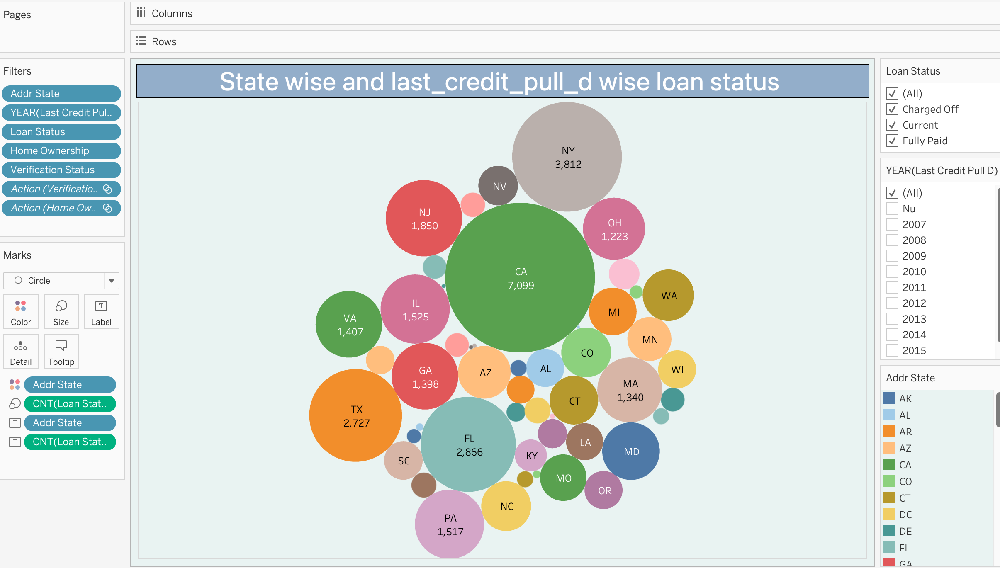 Pages
Columns
Rows
Filters
Addr State
YEAR(Last Credit Pul..
Loan Status
Home Ownership
Verification Status
Action (Verificatio..
Action (Home Ow..
Marks
Circle
Color
Size
T
Label
Detail
Tooltip
Addr State
CNT(Loan Stat..
T
Addr State
T
CNT(Loan Stat..
State wise and last_credit_pull_d wise loan status
NY
3,812
NV
NJ
1,850
OH
1,223
CA
7,099
WA
IL
1,525
MI
VA
1,407
MN
CO
GA
1,398
AZ
AL
WI
MA
1,340
CT
TX
2,727
FL
2,866
LA
MD
KY
SC
MO
OR
NC
PA
1,517
Loan Status
(All)
Charged Off
Current
Fully Paid
YEAR(Last Credit Pull D)
(All)
Null
2007
2008
2009
2010
2011
2012
2013
2014
2015
Addr State
AK
AL
AR
AZ
CA
CO
CT
DC
DE
FL
GA